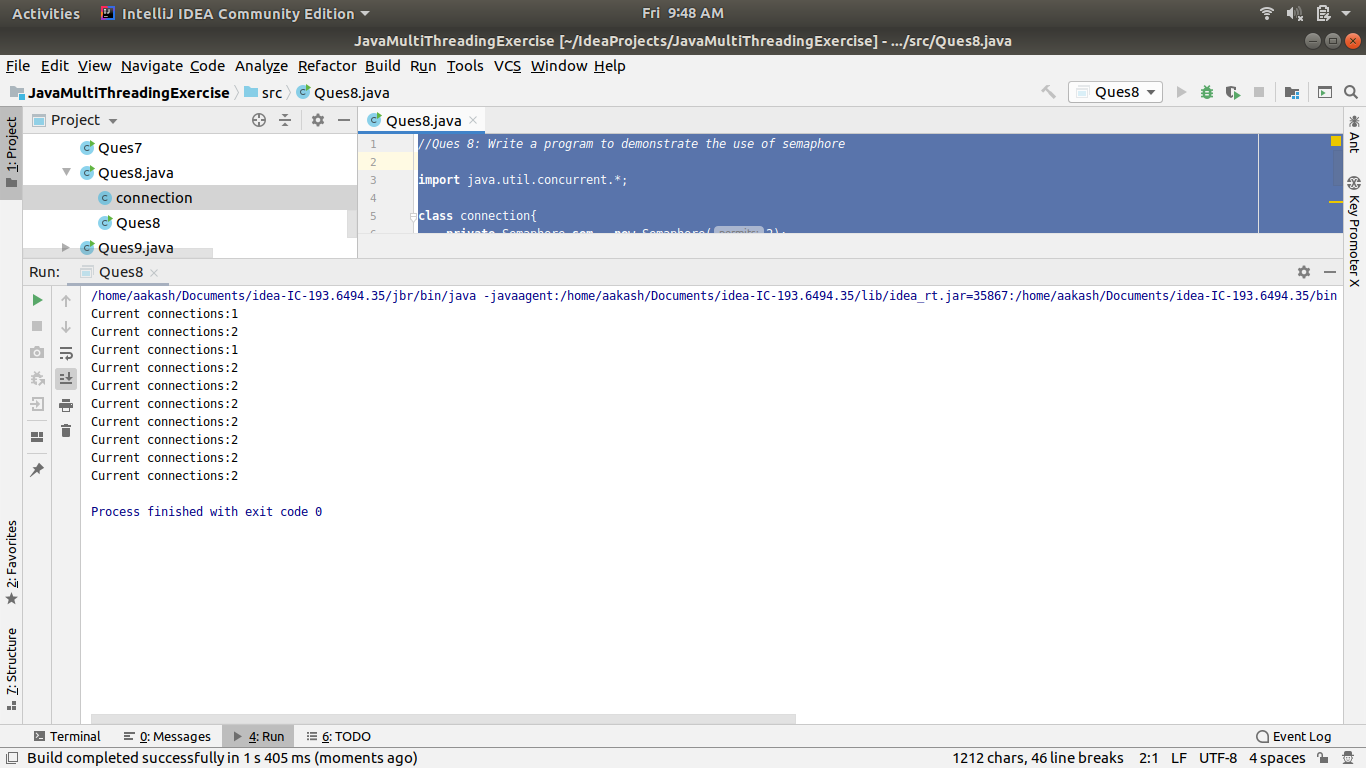 Activities IntelliJ IDEA Community Edition Fri 9:48 AM
JavaMultiThreadingExercise [~/IdeaProjects/JavaMultiThreadingExercise] - .../src/Ques8.java
File Edit View Navigate Code Analyze Refactor Build Run Tools VCS Window Help
JavaMultiThreadingExercise src Ques8.java Ques8
1: Project
Project
Ques7
Ques8.java
connection
Ques8
Ques9.java
Ques8.java
1 //Ques 8: Write a program to demonstrate the use of semaphore
2
3 import java.util.concurrent.*;
4
5 class connection{
6 private Semaphore sem = new Semaphore( permits: 2);
Ant
Key Promoter X
Run: Ques8
/home/aakash/Documents/idea-IC-193.6494.35/jbr/bin/java -javaagent:/home/aakash/Documents/idea-IC-193.6494.35/lib/idea_rt.jar=35867:/home/aakash/Documents/idea-IC-193.6494.35/bin
Current connections:1
Current connections:2
Current connections:1
Current connections:2
Current connections:2
Current connections:2
Current connections:2
Current connections:2
Current connections:2
Current connections:2
Process finished with exit code 0
2: Favorites
7: Structure
Terminal 0: Messages 4: Run 6: TODO Event Log
Build completed successfully in 1 s 405 ms (moments ago) 1212 chars, 46 line breaks 2:1 LF UTF-8 4 spaces